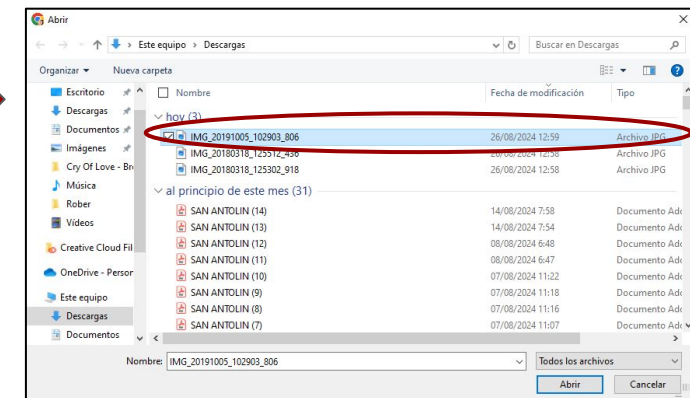 Abrir
Este equipo > Descargas
Buscar en Descargas
Organizar
Nueva carpeta
Escritorio
Descargas
Documentos
Imágenes
Cry Of Love - Bro
Música
Rober
Vídeos
Creative Cloud Fil
OneDrive - Person
Este equipo
Descargas
Documentos
Nombre Fecha de modificación Tipo
hoy (3)
IMG_20191005_102903_806 26/08/2024 12:59 Archivo JPG
IMG_20180318_125512_436 26/08/2024 12:58 Archivo JPG
IMG_20180318_125302_918 26/08/2024 12:58 Archivo JPG
al principio de este mes (31)
SAN ANTOLIN (14) 14/08/2024 7:58 Documento Ado
SAN ANTOLIN (13) 14/08/2024 7:54 Documento Ado
SAN ANTOLIN (12) 08/08/2024 6:48 Documento Ado
SAN ANTOLIN (11) 08/08/2024 6:47 Documento Ado
SAN ANTOLIN (10) 07/08/2024 11:22 Documento Ado
SAN ANTOLIN (9) 07/08/2024 11:18 Documento Ado
SAN ANTOLIN (8) 07/08/2024 11:16 Documento Ado
SAN ANTOLIN (7) 07/08/2024 11:07 Documento Ado
Nombre: IMG_20191005_102903_806 Todos los archivos
Abrir Cancelar